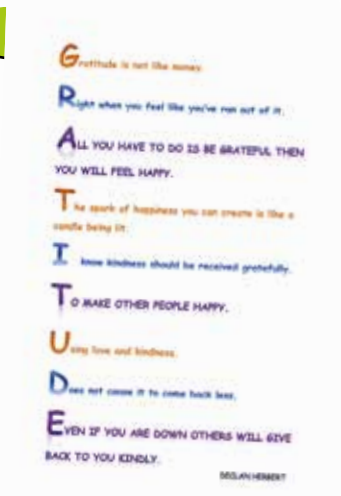 Gratitude is not like money.
Right when you feel like you've run out of it.
ALL YOU HAVE TO DO IS BE GRATEFUL THEN
YOU WILL FEEL HAPPY.
The spark of happiness you can create is like a
candle being lit.
I know kindness should be received gratefully.
TO MAKE OTHER PEOPLE HAPPY.
Using love and kindness.
Does not cause it to come back less.
EVEN IF YOU ARE DOWN OTHERS WILL GIVE
BACK TO YOU KINDLY.
DECLAN HERBERT